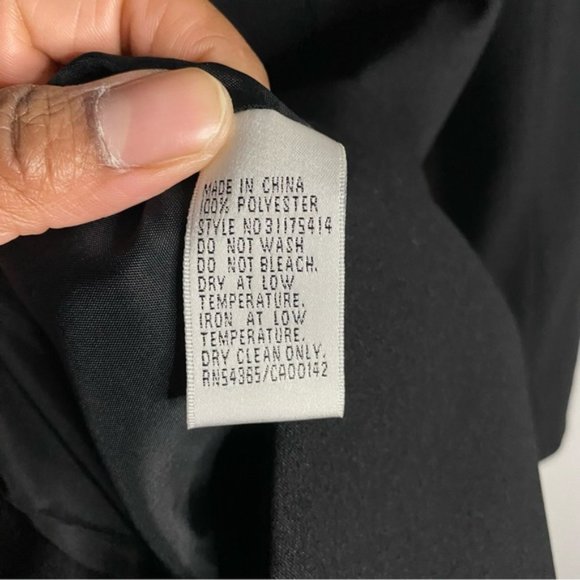 MADE IN CHINA
100% POLYESTER
STYLE NO31175414
DO NOT WASH
DO NOT BLEACH.
DRY AT LOW
TEMPERATURE.
IRON AT LOW
TEMPERATURE.
DRY CLEAN ONLY.
RN54365/CA00142